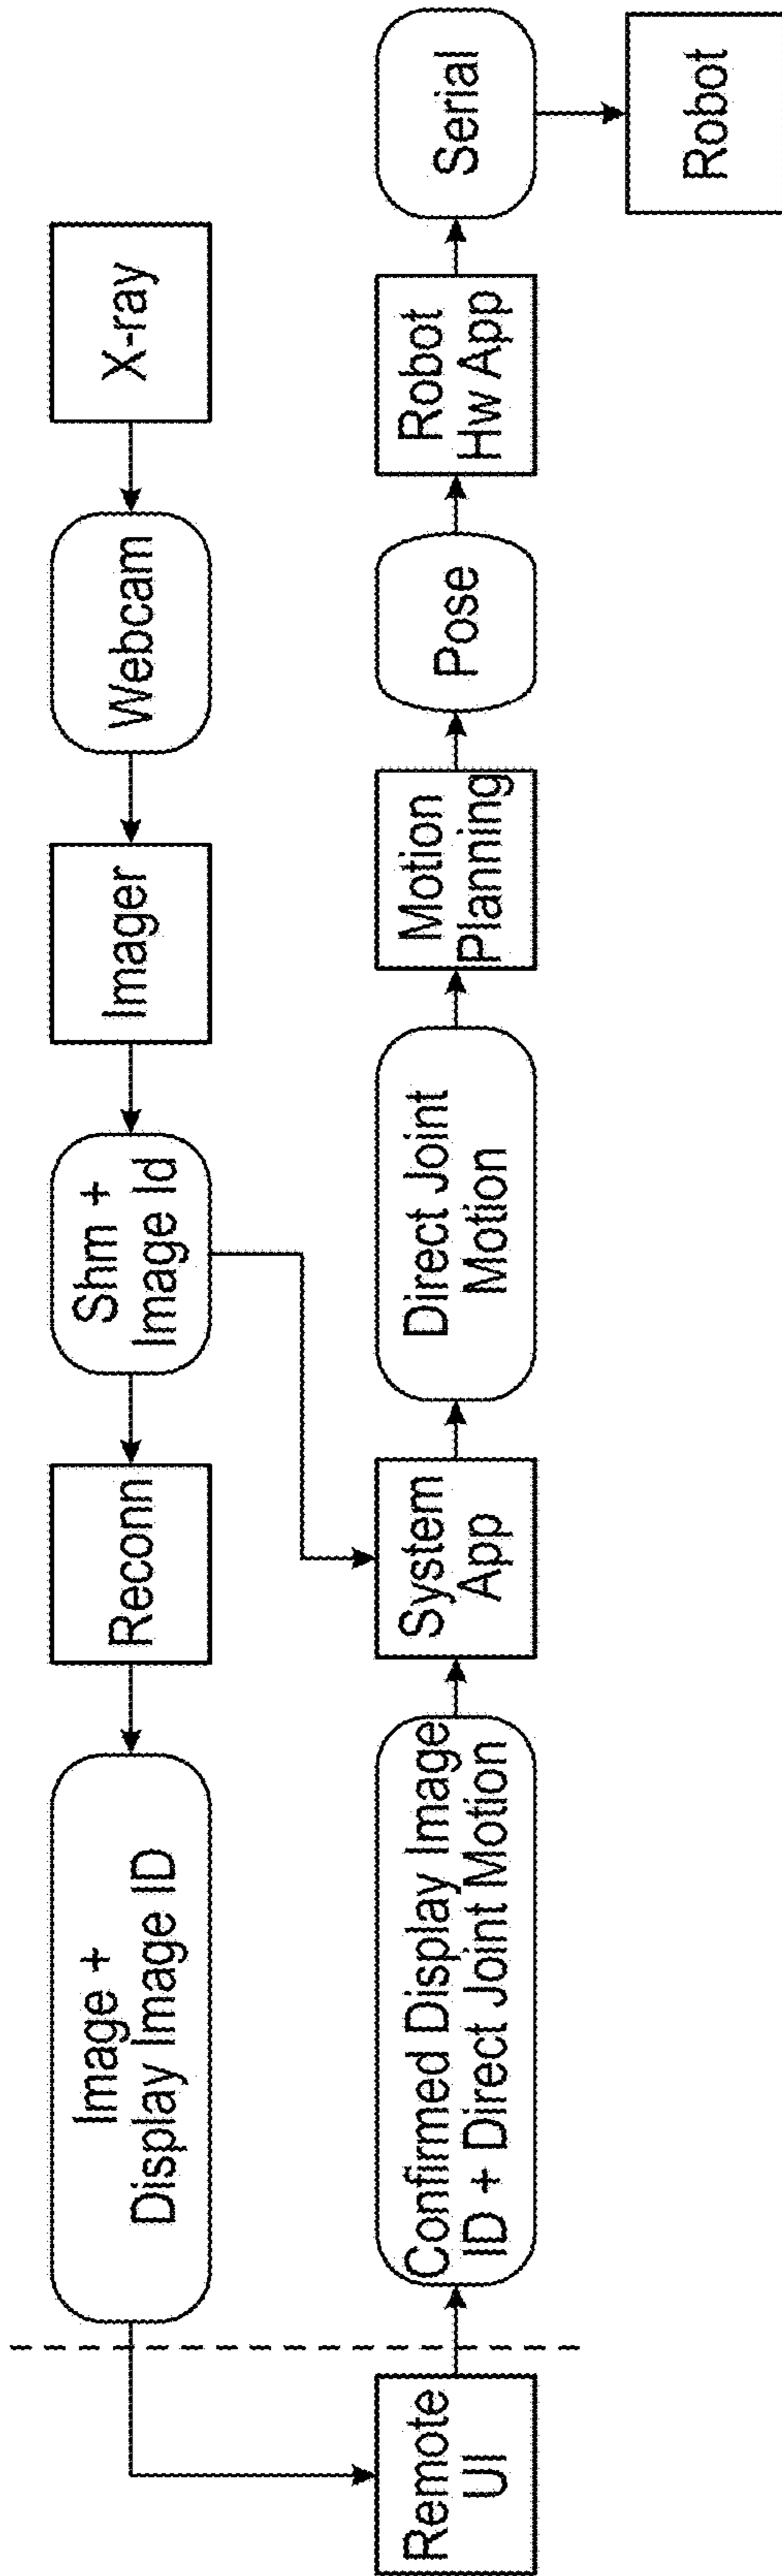 X-ray
Webcam
Imager
Shm +
Image Id
Reconn
Image +
Display Image ID
Remote
UI
Confirmed Display Image
ID + Direct Joint Motion
System
App
Direct Joint
Motion
Motion
Planning
Pose
Robot
Hw App
Serial
Robot